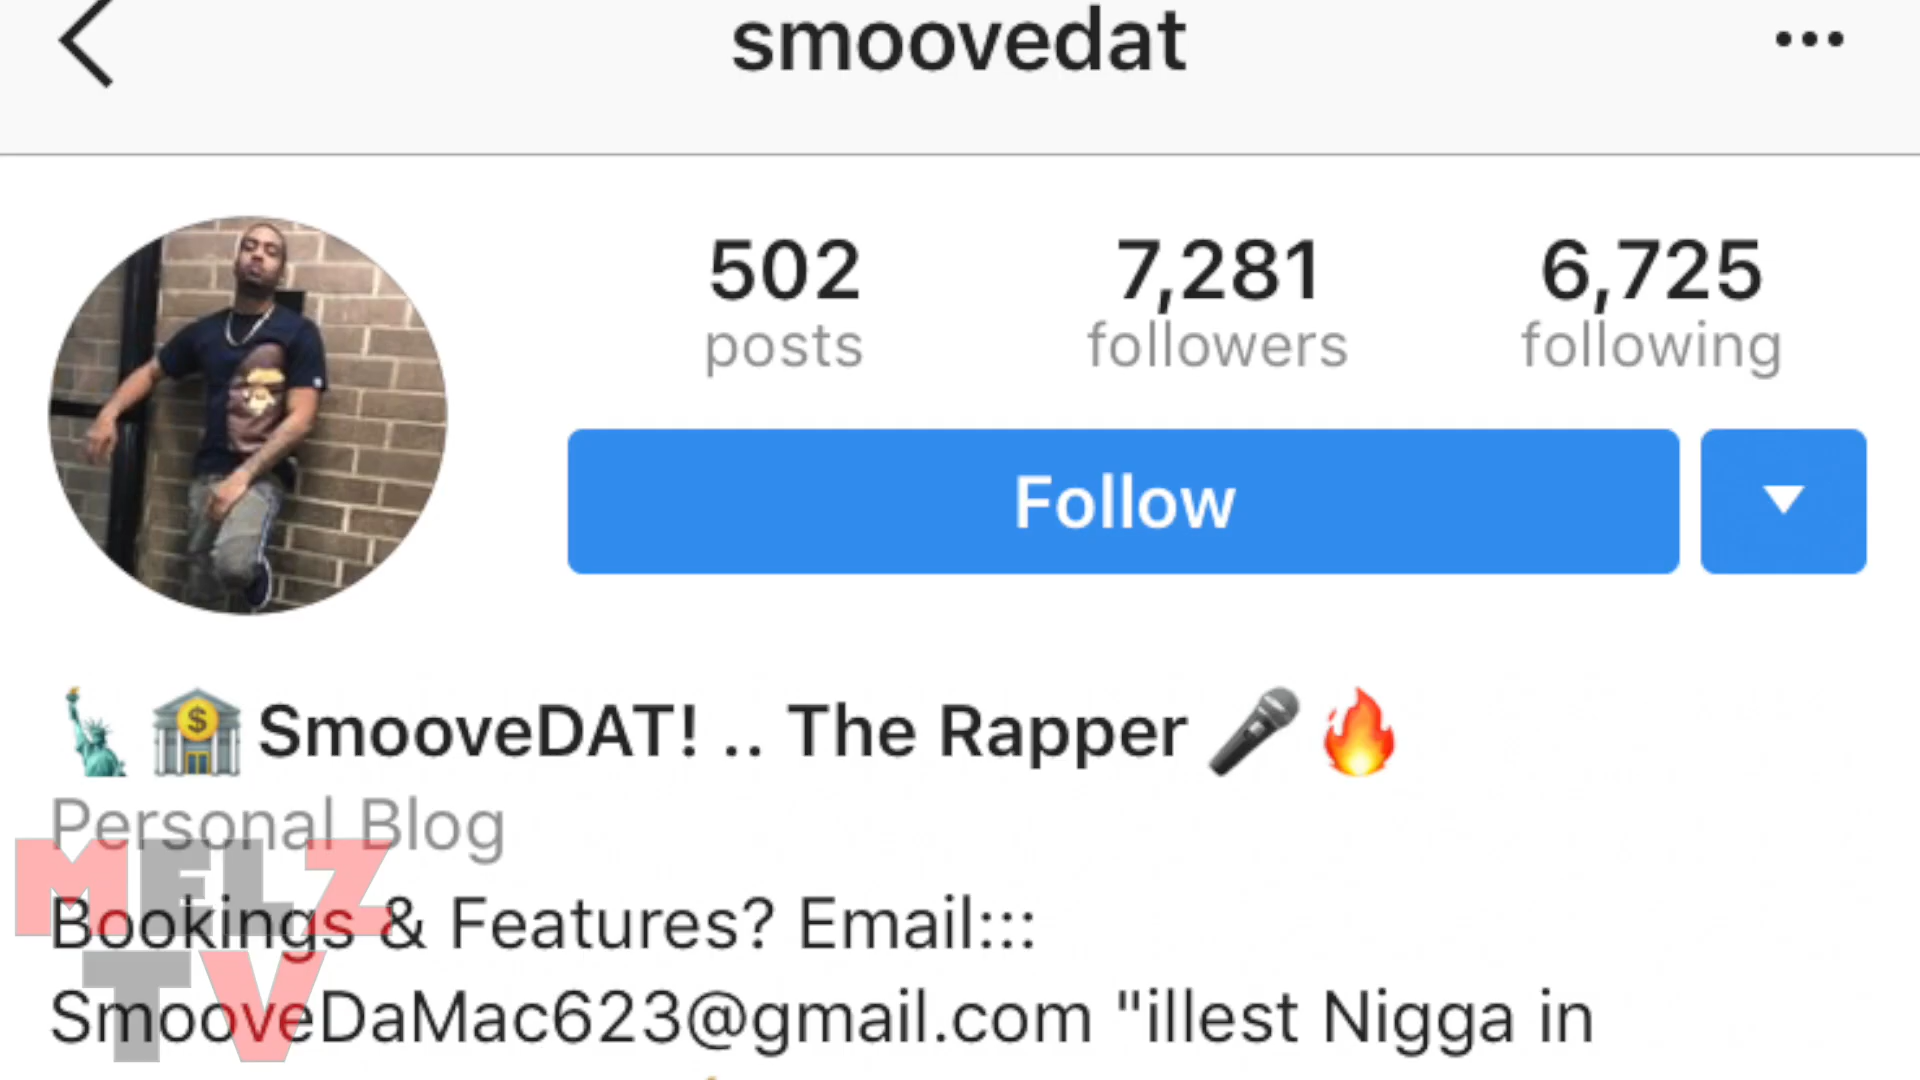 smoovedat
502 7,281 6,725
posts followers following
Follow
SmooveDAT! .. The Rapper
Personal Blog
Bookings & Features? Email:::
SmooveDaMac623@gmail.com "illest Nigga in
MELZ
TV